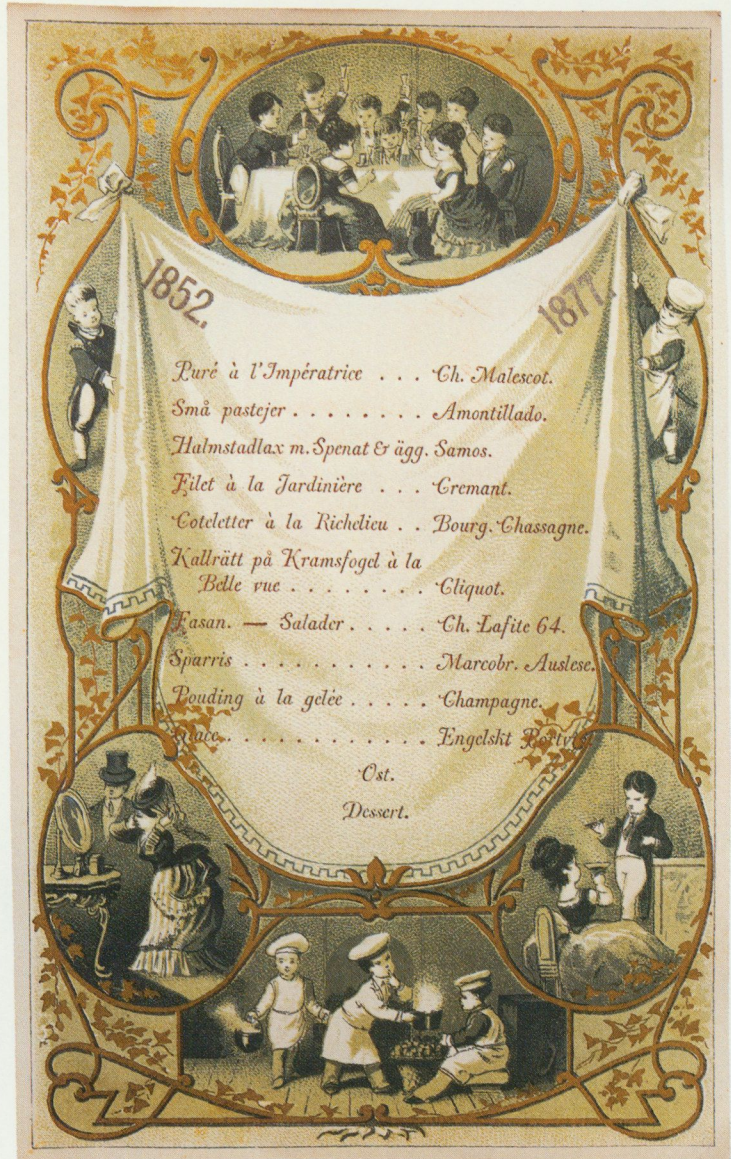 1852.
1877.
Puré à l'Impératrice . . . Ch. Malescot.
Små pastejer . . . . . . . . Amontillado.
Halmstadlax m. Spenat & ägg. Samos.
Filet à la Jardinière . . . Cremant.
Coteletter à la Richelieu . . Bourg. Chassagne.
Kallrätt på Kramsfogel à la
Belle vue . . . . . . . . Cliquot.
Fasan. — Salader . . . . . Ch. Lafite 64.
Sparris . . . . . . . . . . . Marcobr. Auslese.
Pouding à la gelée . . . . . Champagne.
Glace . . . . . . . . . . . . Engelskt Portvin
Ost.
Dessert.